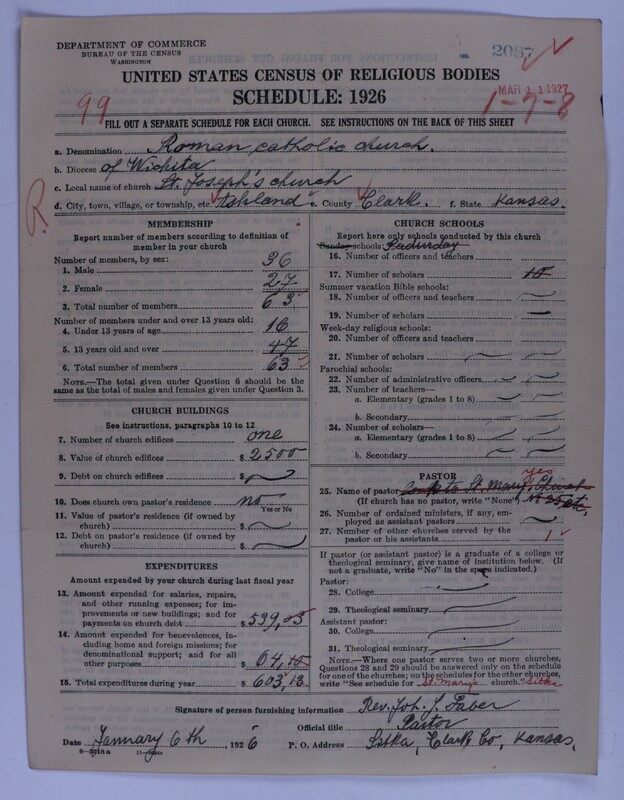 DEPARTMENT OF COMMERCE
BUREAU OF THE CENSUS
WASHINGTON
2087
UNITED STATES CENSUS OF RELIGIOUS BODIES
MAR 11 1927
SCHEDULE: 1926
99
1-7-8
FILL OUT A SEPARATE SCHEDULE FOR EACH CHURCH. SEE INSTRUCTIONS ON THE BACK OF THIS SHEET
a. Denomination Roman catholic church.
b. Diocese of Wichita
c. Local name of church St. Joseph's church
R.
d. City, town, village, or township, etc. Ashland e. County Clark. f. State Kansas.
MEMBERSHIP
Report number of members according to definition of
member in your church
Number of members, by sex:
1. Male 36
2. Female 27
3. Total number of members 63
Number of members under and over 13 years old:
4. Under 13 years of age 16
5. 13 years old and over 47
6. Total number of members 63
NOTE.—The total given under Question 6 should be the
same as the total of males and females given under Question 3.
CHURCH BUILDINGS
See instructions, paragraphs 10 to 12
7. Number of church edifices one
8. Value of church edifices $ 2500
9. Debt on church edifices $
10. Does church own pastor's residence no
Yes or No
11. Value of pastor's residence (if owned by
church) $
12. Debt on pastor's residence (if owned by
church) $
EXPENDITURES
Amount expended by your church during last fiscal year
13. Amount expended for salaries, repairs,
and other running expenses; for im-
provements or new buildings; and for
payments on church debt $ 539,03
14. Amount expended for benevolences, in-
cluding home and foreign missions; for
denominational support; and for all
other purposes $ 64,15
15. Total expenditures during year $ 603,18
CHURCH SCHOOLS
Report here only schools conducted by this church
Sunday schools:
16. Number of officers and teachers
17. Number of scholars
Summer vacation Bible schools:
18. Number of officers and teachers
19. Number of scholars
Week-day religious schools:
20. Number of officers and teachers
21. Number of scholars
Parochial schools:
22. Number of administrative officers
23. Number of teachers—
a. Elementary (grades 1 to 8)
b. Secondary
24. Number of scholars—
a. Elementary (grades 1 to 8)
b. Secondary
PASTOR
yes
25. Name of pastor
(If church has no pastor, write "None")
26. Number of ordained ministers, if any, em-
ployed as assistant pastors
27. Number of other churches served by the
pastor or his assistants 1
If pastor (or assistant pastor) is a graduate of a college or
theological seminary, give name of institution below. (If
not a graduate, write "No" in the space indicated.)
Pastor:
28. College
29. Theological seminary
Assistant pastor:
30. College
31. Theological seminary
NOTE.—Where one pastor serves two or more churches,
Questions 28 and 29 should be answered only on the schedule
for one of the churches; on the schedules for the other churches,
write "See schedule for St. Mary's church." Sitka
Signature of person furnishing information Rev. Joh. J. Faber
Official title Pastor
Date January 6th, 1926 P. O. Address Sitka, Clark Co, Kansas,